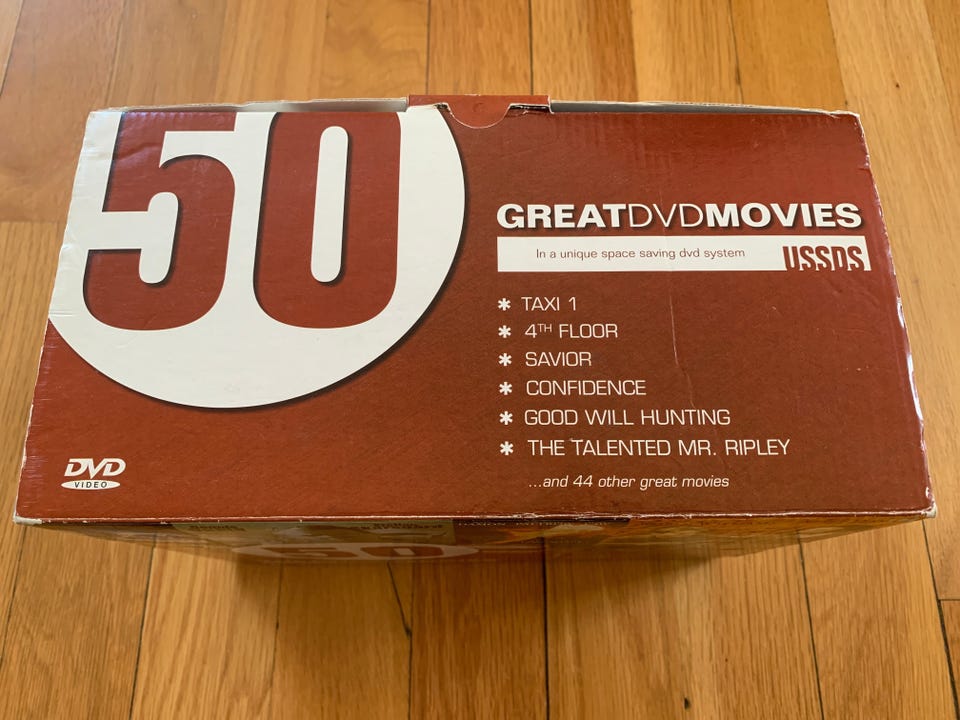 50
GREATDVDMOVIES
In a unique space saving dvd system USSDS
* TAXI 1
* 4TH FLOOR
* SAVIOR
* CONFIDENCE
* GOOD WILL HUNTING
* THE TALENTED MR. RIPLEY
...and 44 other great movies
DVD
VIDEO
50